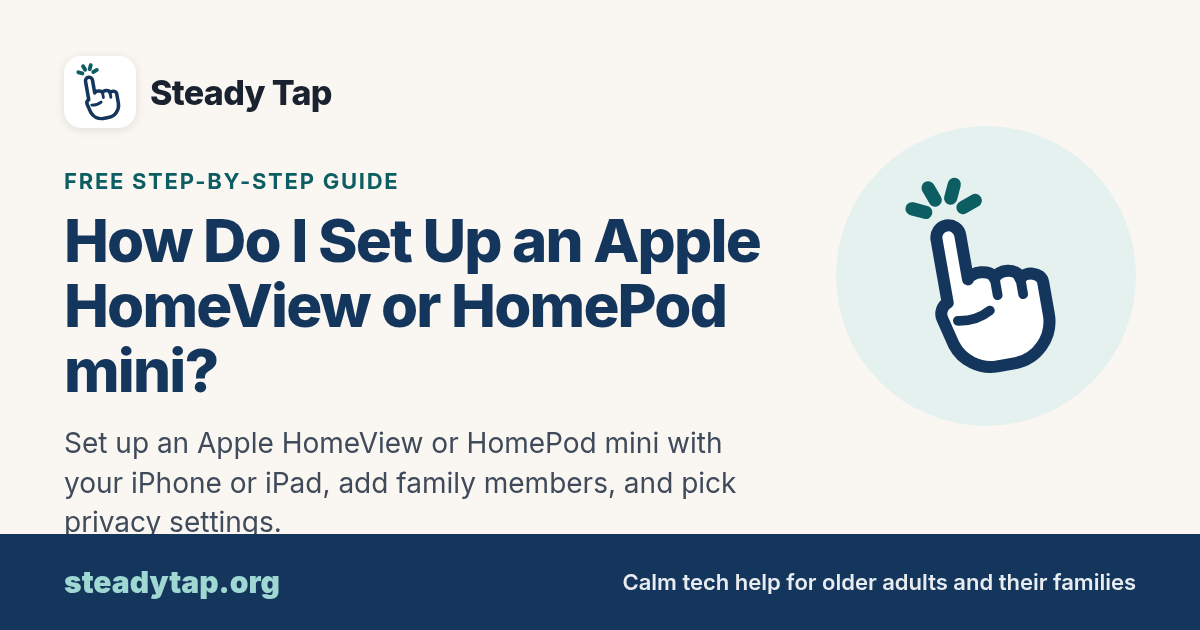 Steady Tap
FREE STEP-BY-STEP GUIDE
How Do I Set Up an Apple
HomeView or HomePod
mini?
Set up an Apple HomeView or HomePod mini with
your iPhone or iPad, add family members, and pick
privacy settings.
steadytap.org
Calm tech help for older adults and their families